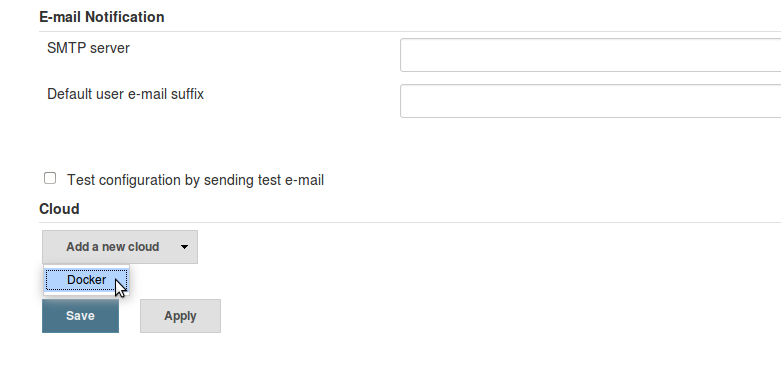 E-mail Notification
SMTP server
Default user e-mail suffix
Test configuration by sending test e-mail
Cloud
Add a new cloud
Docker
Save Apply